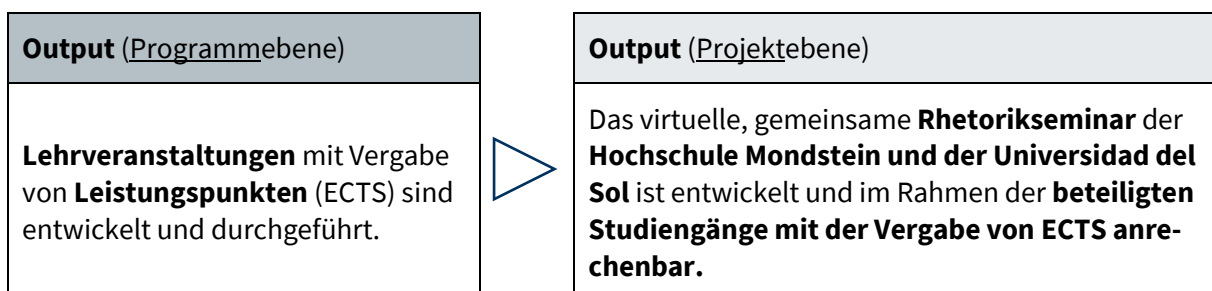 Output (Programmebene)
Lehrveranstaltungen mit Vergabe
von Leistungspunkten (ECTS) sind
entwickelt und durchgeführt.
Output (Projektebene)
Das virtuelle, gemeinsame Rhetorikseminar der
Hochschule Mondstein und der Universidad del
Sol ist entwickelt und im Rahmen der beteiligten
Studiengänge mit der Vergabe von ECTS anre-
chenbar.